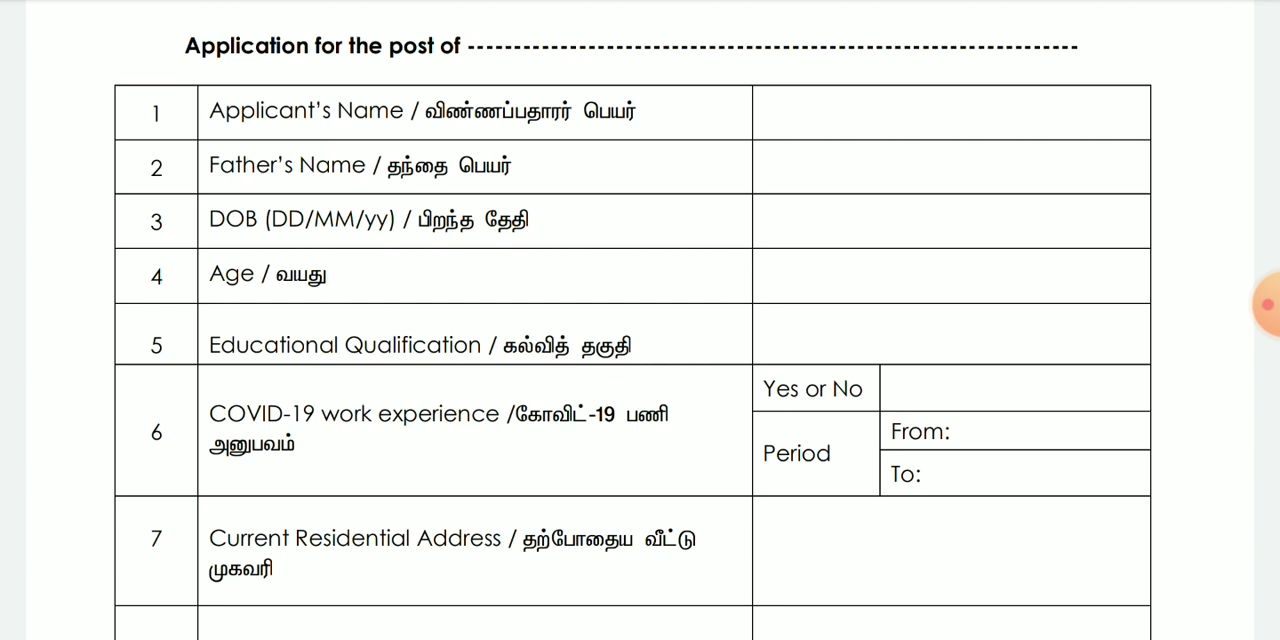 Application for the post of --------------------------------------------------------------------
1 Applicant's Name / விண்ணப்பதாரர் பெயர்
2 Father's Name / தந்தை பெயர்
3 DOB (DD/MM/yy) / பிறந்த தேதி
4 Age / வயது
5 Educational Qualification / கல்வித் தகுதி
6 COVID-19 work experience /கோவிட்-19 பணி
அனுபவம்
Yes or No
Period
From:
To:
7 Current Residential Address / தற்போதைய வீட்டு
முகவரி